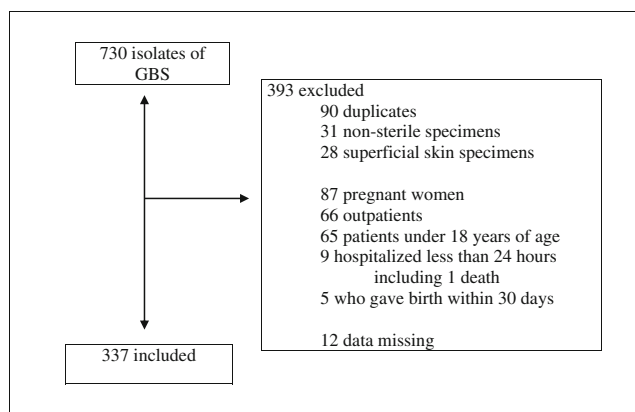 730 isolates of
GBS
393 excluded
90 duplicates
31 non-sterile specimens
28 superficial skin specimens
87 pregnant women
66 outpatients
65 patients under 18 years of age
9 hospitalized less than 24 hours
including 1 death
5 who gave birth within 30 days
12 data missing
337 included